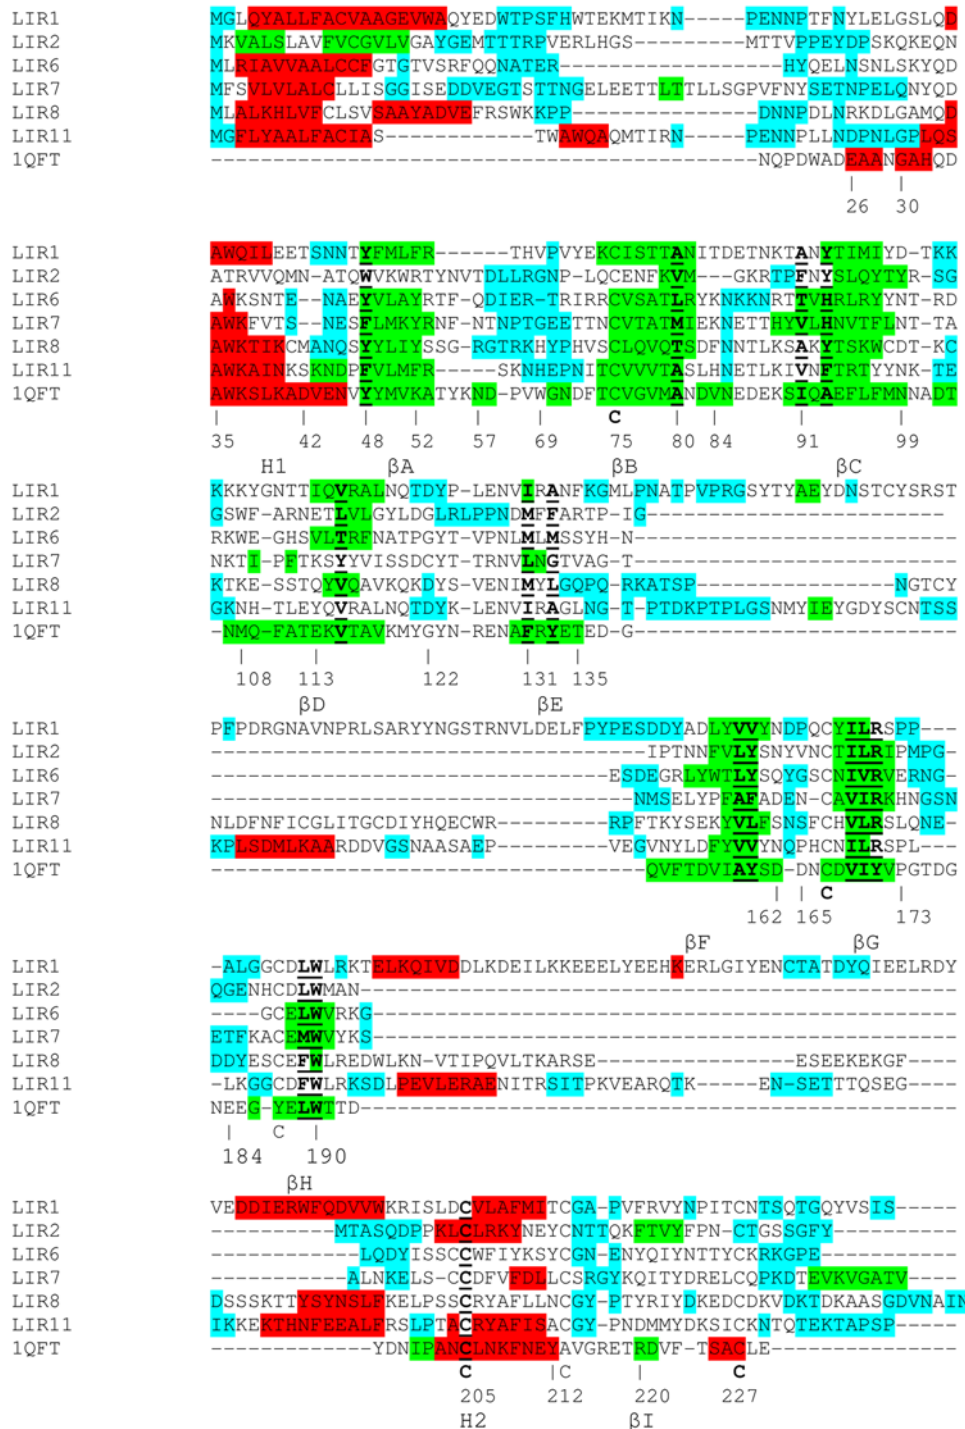 LIR1 MGLQYALLFACVAAGEVWAQYEDWTPSFHWTEKMTIKN-----PENNPTFNYLELGSLQD
LIR2 MKVALSLAVFVCGVLVGAYGEMTTTRPVERLHGS---------MTTVPPEYDPSKQKEQN
LIR6 MLRIAVVAALCCFGTGTVSRFQQNATER------------------HYQELNSNLSKYQD
LIR7 MFSVLVLALCLLISGGISEDDVEGTSTTNGELEETTLTTLLSGPVFNYSETNPELQNYQD
LIR8 MLALKHLVFCLSVSAAYADVEFRSWKKPP---------------DNNPDLNRKDLGAMQD
LIR11 MGFLYAALFACIAS------------TWAWQAQMTIRN-----PENNPLLNDPNLGPLQS
1QFT ---------------------------------------------NQPDWADEAANGAHQD
| |
26 30
LIR1 AWQILEETSNNTYFMLFR------THVPVYEKCISTTANITDETNKTANYTIMIYD-TKK
LIR2 ATRVVQMN-ATQWVKWRTYNVTDLLRGNP-LQCENFKVM---GKRTPFNYSLQYTYR-SG
LIR6 AWKSNTE--NAEYVLAYRTF-QDIER-TRIRRCVSATLRYKNKKNRTTVHRLRYYNT-RD
LIR7 AWKFVTS--NESFLMKYRNF-NTNPTGEETTNCVTATMIEKNETTHYVLHNVTFLNT-TA
LIR8 AWKTIKCMANQSYYLIYSSG-RGTRKHYPHVSCLQVQTSDFNNTLKSAKYTSKWCDT-KC
LIR11 AWKAINKSKNDPFVLMFR-----SKNHEPNITCVVVTASLHNETLKIVNFTRTYYNK-TE
1QFT AWKSLKADVENVYYMVKATYKND-PVWGNDFTCVGVMANDVNEDEKSIQAEFLFMNNADT
| | | | | | C | | | |
35 42 48 52 57 69 75 80 84 91 99
H1 βA βB βC
LIR1 KKKYGNTTIQVRALNQTDYP-LENVIRANFKGMLPNATPVPRGSYTYAEYDNSTCYSRST
LIR2 GSWF-ARNETLVLGYLDGLRLPPNDMFFARTP-IG-------------------------
LIR6 RKWE-GHSVLTRFNATPGYT-VPNLMLMSSYH-N--------------------------
LIR7 NKTI-P-FTKSYYVISSDCYT-TRNVLNGTVAG-T-------------------------
LIR8 KTKE-SSTQYVQAVKQKDYS-VENIMYLGQPQ-RKATSP----------------NGTCY
LIR11 GKNH-TLEYQVRALNQTDYK-LENVIRAGLNG-T-PTDKPTPLGSNMYIEYGDYSCNTSS
1QFT -NMQ-FATEKVTAVKMYGYN-RENAFRYETED-G--------------------------
| | | | |
108 113 122 131 135
βD βE
LIR1 PFPDRGNAVNPRLSARYYNGSTRNVLDELFPYPESDDYADLYVVYNDPQCYILRSPP---
LIR2 -----------------------------------IPTNNFVLYSNYVNCTILRIPMPG-
LIR6 --------------------------------ESDEGRLYWTLYSQYGSCNIVRVERNG-
LIR7 ----------------------------------NMSELYPFAFADEN-CAVIRKHNGSN
LIR8 NLDFNFICGLITGCDIYHQECWR---------RPFTKYSEKYVLFSNSFCHVLRSLQNE-
LIR11 KPLSDMLKAARDDVGSNAASAEP---------VEGVNYLDFYVVYNQPHCNILRSPL---
1QFT -----------------------------------QVFTDVIAYSD-DNCDVIYVPGTDG
| | C |
162 165 173
βF βG
LIR1 -ALGGCDLWLRKTELKQIVDDLKDEILKKEEELYEEHKERLGIYENCTATDYQIEELRDY
LIR2 QGENHCDLWMAN------------------------------------------------
LIR6 ----GCELWVRKG-----------------------------------------------
LIR7 ETFKACEMWVYKS-----------------------------------------------
LIR8 DDYESCEFWLREDWLKN-VTIPQVLTKARSE----------------ESEEKEKGF----
LIR11 -LKGGCDFWLRKSDLPEVLERAENITRSITPKVEARQTK-----EN-SETTTQSEG----
1QFT NEEG-YELWTTD------------------------------------------------
| C |
184 190
βH
LIR1 VEDDIERWFQDVVWKRISLDCVLAFMITCGA-PVFRVYNPITCNTSQTGQYVSIS-----
LIR2 ----------MTASQDPPKLCLRKYNEYCNTTQKFTVYFPN-CTGSSGFY----------
LIR6 ------------LQDYISSCCWFIYKSYCGN-ENYQIYNTTYCKRKGPE-----------
LIR7 -----------ALNKELS-CCDFVFDLLCSRGYKQITYDRELCQPKDTEVKVGATV----
LIR8 DSSSKTTYSYNSLFKELPSSCRYAFLLNCGY-PTYRIYDKEDCDKVDKTDKAASGDVNAIN
LIR11 IKKEKTHNFEEALFRSLPTACRYAFISACGY-PNDMMYDKSICKNTQTEKTAPSP-----
1QFT -------------YDNIPANCLNKFNEYAVGRETRDVF-TSACLE---------------
C |C | C
205 212 220 227
H2 βI